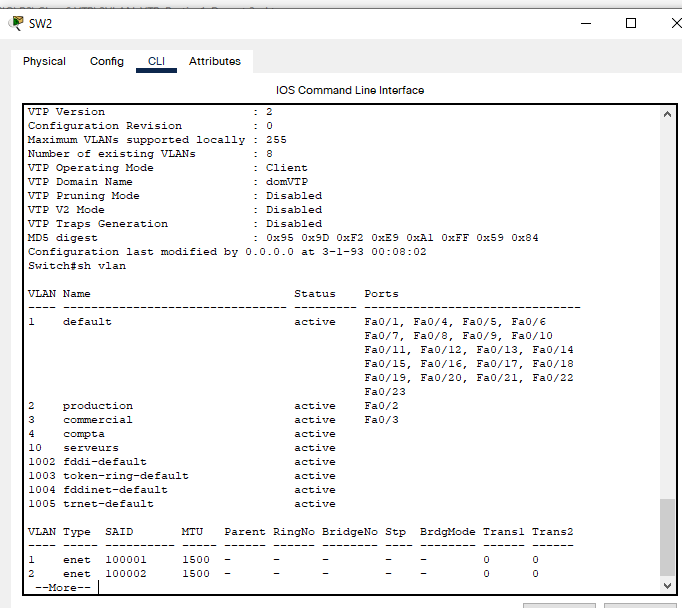 SW2
Physical Config CLI Attributes
IOS Command Line Interface
VTP Version : 2
Configuration Revision : 0
Maximum VLANs supported locally : 255
Number of existing VLANs : 8
VTP Operating Mode : Client
VTP Domain Name : domVTP
VTP Pruning Mode : Disabled
VTP V2 Mode : Disabled
VTP Traps Generation : Disabled
MD5 digest : 0x95 0x9D 0xF2 0xE9 0xA1 0xFF 0x59 0x84
Configuration last modified by 0.0.0.0 at 3-1-93 00:08:02
Switch#sh vlan
VLAN Name Status Ports
---- -------------------------------- --------- -------------------------------
1 default active Fa0/1, Fa0/4, Fa0/5, Fa0/6
Fa0/7, Fa0/8, Fa0/9, Fa0/10
Fa0/11, Fa0/12, Fa0/13, Fa0/14
Fa0/15, Fa0/16, Fa0/17, Fa0/18
Fa0/19, Fa0/20, Fa0/21, Fa0/22
Fa0/23
2 production active Fa0/2
3 commercial active Fa0/3
4 compta active
10 serveurs active
1002 fddi-default active
1003 token-ring-default active
1004 fddinet-default active
1005 trnet-default active
VLAN Type SAID MTU Parent RingNo BridgeNo Stp BrdgMode Trans1 Trans2
---- ----- ---------- ----- ------ ------ -------- ---- -------- ------ ------
1 enet 100001 1500 - - - - - 0 0
2 enet 100002 1500 - - - - - 0 0
--More--